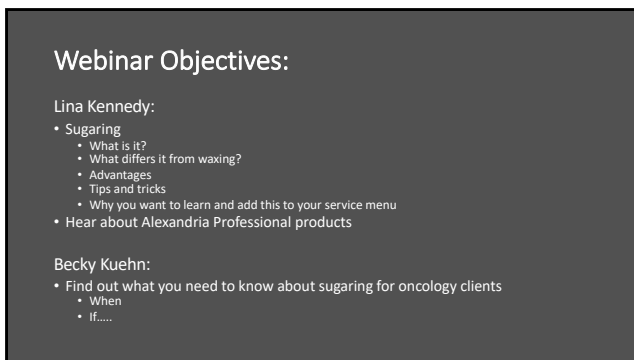 Webinar Objectives:
Lina Kennedy:
• Sugaring
• What is it?
• What differs it from waxing?
• Advantages
• Tips and tricks
• Why you want to learn and add this to your service menu
• Hear about Alexandria Professional products
Becky Kuehn:
• Find out what you need to know about sugaring for oncology clients
• When
• If.....